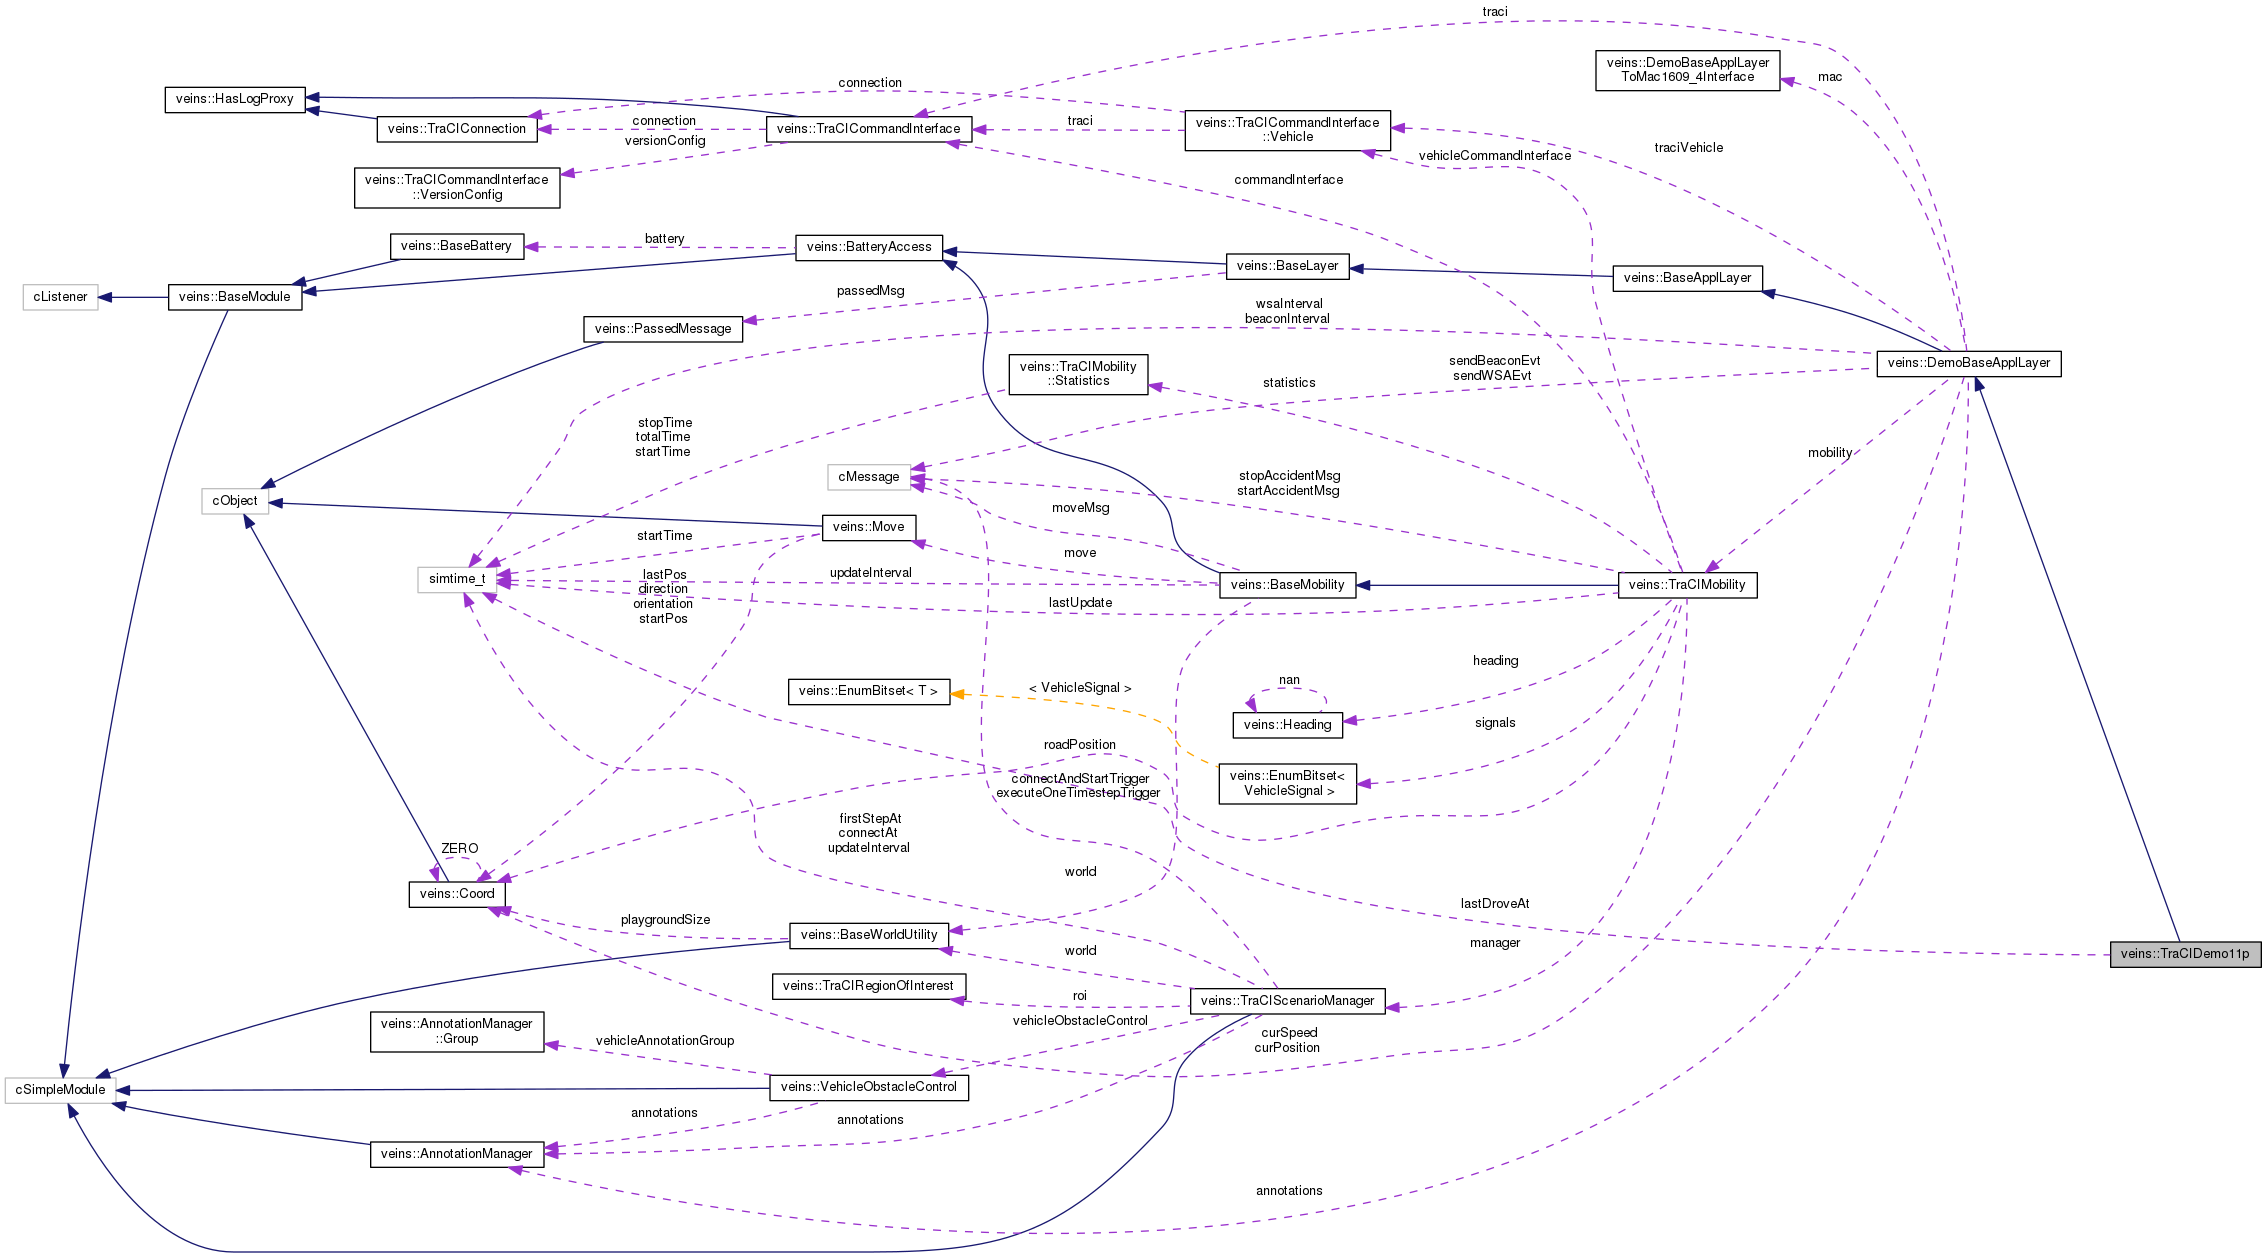 traci
veins::DemoBaseApplLayer
ToMac1609_4Interface
mac
connection
veins::HasLogProxy
veins::TraCIConnection
connection
versionConfig
veins::TraCICommandInterface
traci
veins::TraCICommandInterface
::Vehicle
traciVehicle
vehicleCommandInterface
commandInterface
veins::TraCICommandInterface
::VersionConfig
veins::BaseBattery
battery
veins::BatteryAccess
veins::BaseLayer
veins::BaseApplLayer
cListener
veins::BaseModule
passedMsg
wsaInterval
beaconInterval
veins::PassedMessage
veins::TraCIMobility
::Statistics
statistics
sendBeaconEvt
sendWSAEvt
veins::DemoBaseApplLayer
stopTime
totalTime
startTime
mobility
cMessage
stopAccidentMsg
startAccidentMsg
cObject
moveMsg
veins::Move
startTime
move
simtime_t
updateInterval
veins::BaseMobility
veins::TraCIMobility
lastPos
direction
orientation
startPos
lastUpdate
heading
veins::EnumBitset< T >
< VehicleSignal >
nan
veins::Heading
signals
roadPosition
veins::EnumBitset<
VehicleSignal >
connectAndStartTrigger
executeOneTimestepTrigger
firstStepAt
connectAt
updateInterval
ZERO
veins::Coord
world
lastDroveAt
playgroundSize
veins::BaseWorldUtility
world
manager
veins::TraCIDemo11p
veins::TraCIRegionOfInterest
roi
veins::TraCIScenarioManager
veins::AnnotationManager
::Group
vehicleAnnotationGroup
vehicleObstacleControl
curSpeed
curPosition
cSimpleModule
veins::VehicleObstacleControl
annotations
annotations
veins::AnnotationManager
annotations